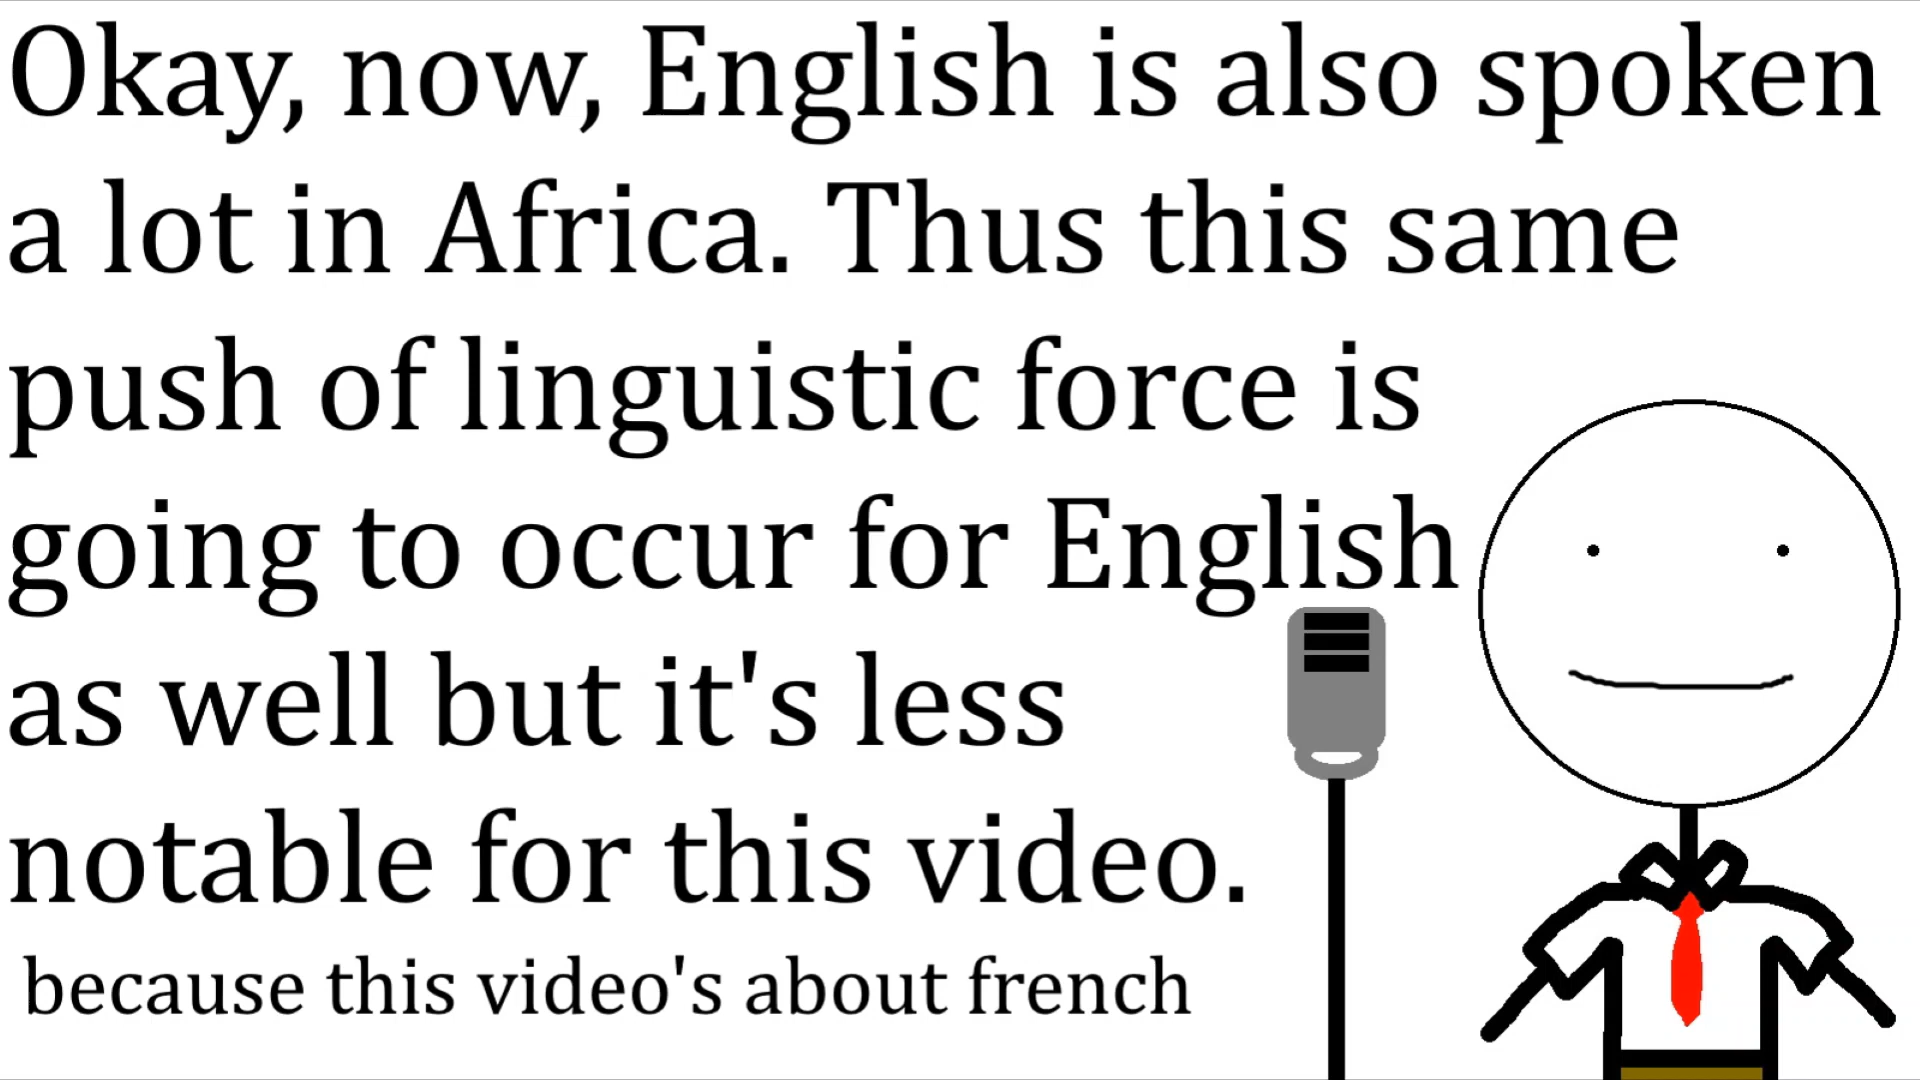 Okay, now, English is also spoken
a lot in Africa. Thus this same
push of linguistic force is
going to occur for English
as well but it's less
notable for this video.
because this video's about french